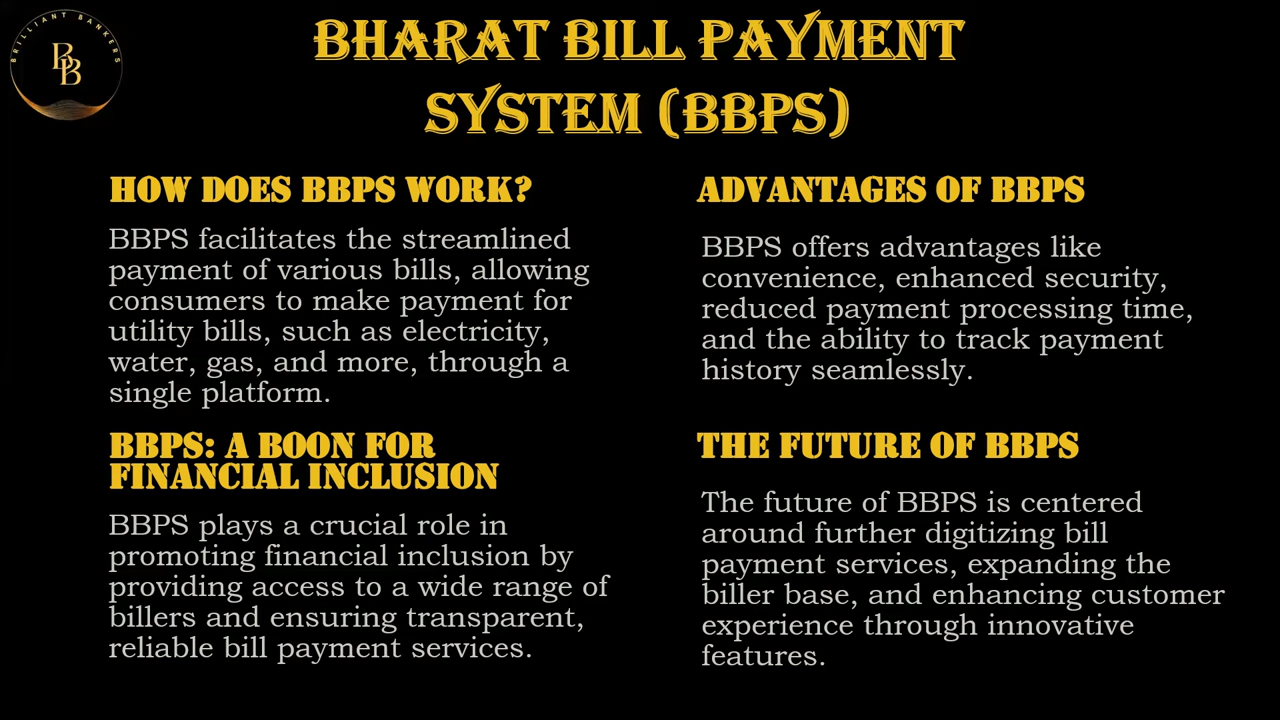 BRILLIANT BANKERS
BB
BHARAT BILL PAYMENT
SYSTEM (BBPS)
HOW DOES BBPS WORK?
BBPS facilitates the streamlined
payment of various bills, allowing
consumers to make payment for
utility bills, such as electricity,
water, gas, and more, through a
single platform.
BBPS: A BOON FOR
FINANCIAL INCLUSION
BBPS plays a crucial role in
promoting financial inclusion by
providing access to a wide range of
billers and ensuring transparent,
reliable bill payment services.
ADVANTAGES OF BBPS
BBPS offers advantages like
convenience, enhanced security,
reduced payment processing time,
and the ability to track payment
history seamlessly.
THE FUTURE OF BBPS
The future of BBPS is centered
around further digitizing bill
payment services, expanding the
biller base, and enhancing customer
experience through innovative
features.